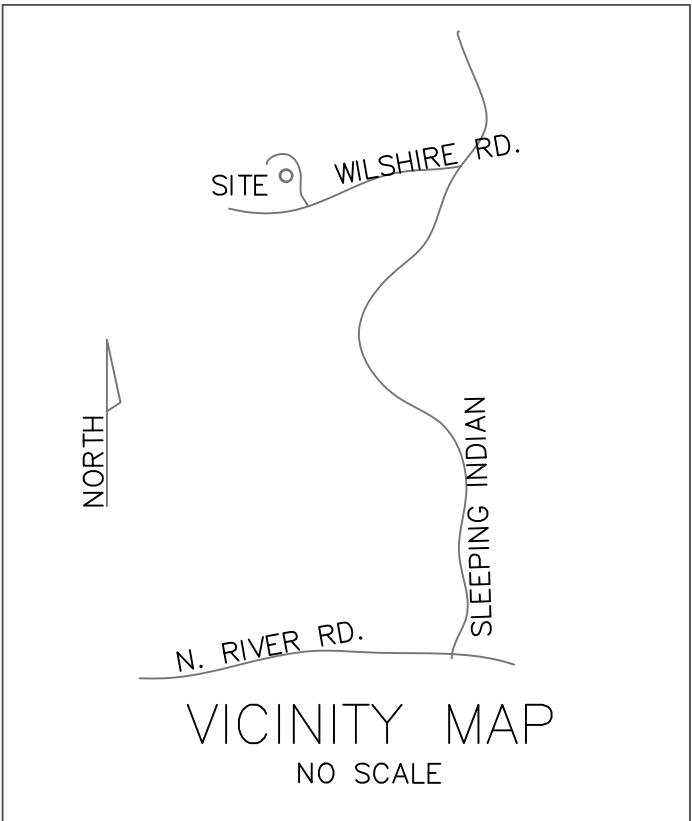 WILSHIRE RD.
SITE
NORTH
SLEEPING INDIAN
N. RIVER RD.
VICINITY MAP
NO SCALE